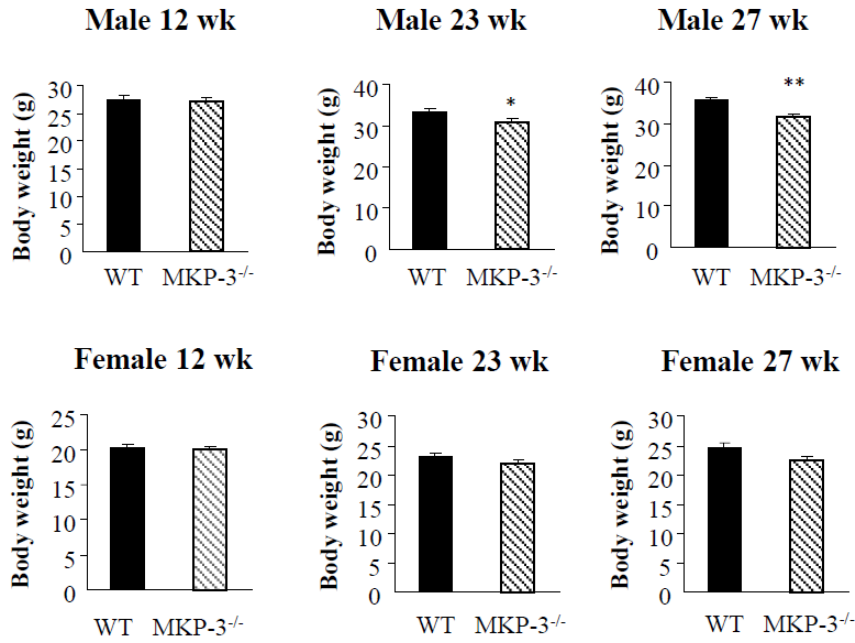 Male 12 wk
Male 23 wk
Male 27 wk
Body weight (g)
30
25
20
15
10
5
0
WT MKP-3-/-
Body weight (g)
40
30
20
10
0
*
WT MKP-3-/-
Body weight (g)
40
30
20
10
0
**
WT MKP-3-/-
Female 12 wk
Female 23 wk
Female 27 wk
Body weight (g)
25
20
15
10
5
0
WT MKP-3-/-
Body weight (g)
30
25
20
15
10
5
0
WT MKP-3-/-
Body weight (g)
30
25
20
15
10
5
0
WT MKP-3-/-